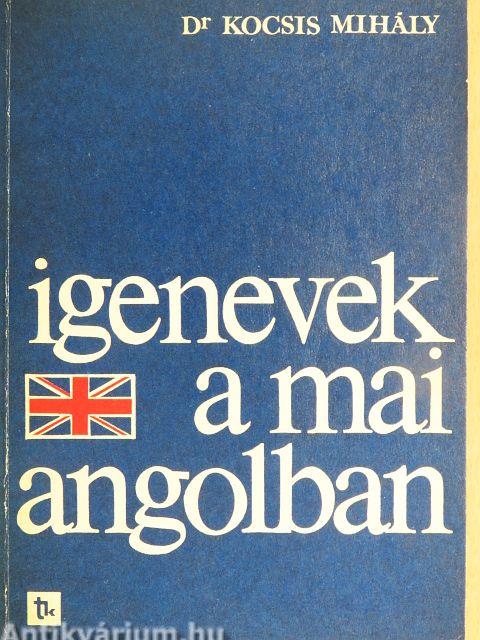 Dr KOCSIS MIHÁLY
igenevek
a mai
angolban
tk
Antikvárium.hu